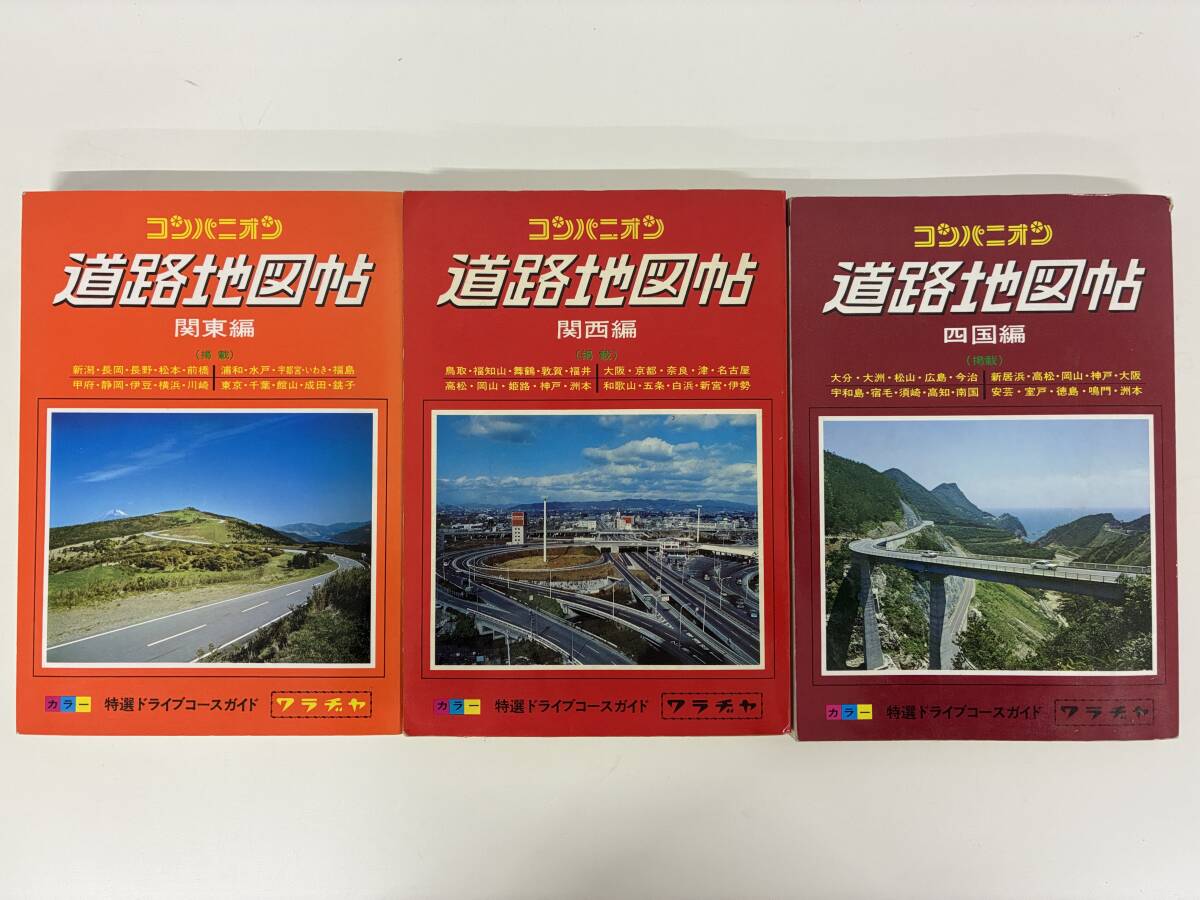 コンパニオン
道路地図帖
関東編
(掲載)
新潟・長岡・長野・松本・前橋 浦和・水戸・宇都宮・いわき・福島
甲府・静岡・伊豆・横浜・川崎 東京・千葉・館山・成田・銚子
カラー 特選ドライブコースガイド ワラヂヤ
コンパニオン
道路地図帖
関西編
(掲載)
鳥取・福知山・舞鶴・敦賀・福井 大阪・京都・奈良・津・名古屋
高松・岡山・姫路・神戸・洲本 和歌山・五条・白浜・新宮・伊勢
カラー 特選ドライブコースガイド ワラヂヤ
コンパニオン
道路地図帖
四国編
(掲載)
大分・大洲・松山・広島・今治 新居浜・高松・岡山・神戸・大阪
宇和島・宿毛・須崎・高知・南国 安芸・室戸・徳島・鳴門・洲本
カラー 特選ドライブコースガイド ワラヂヤ